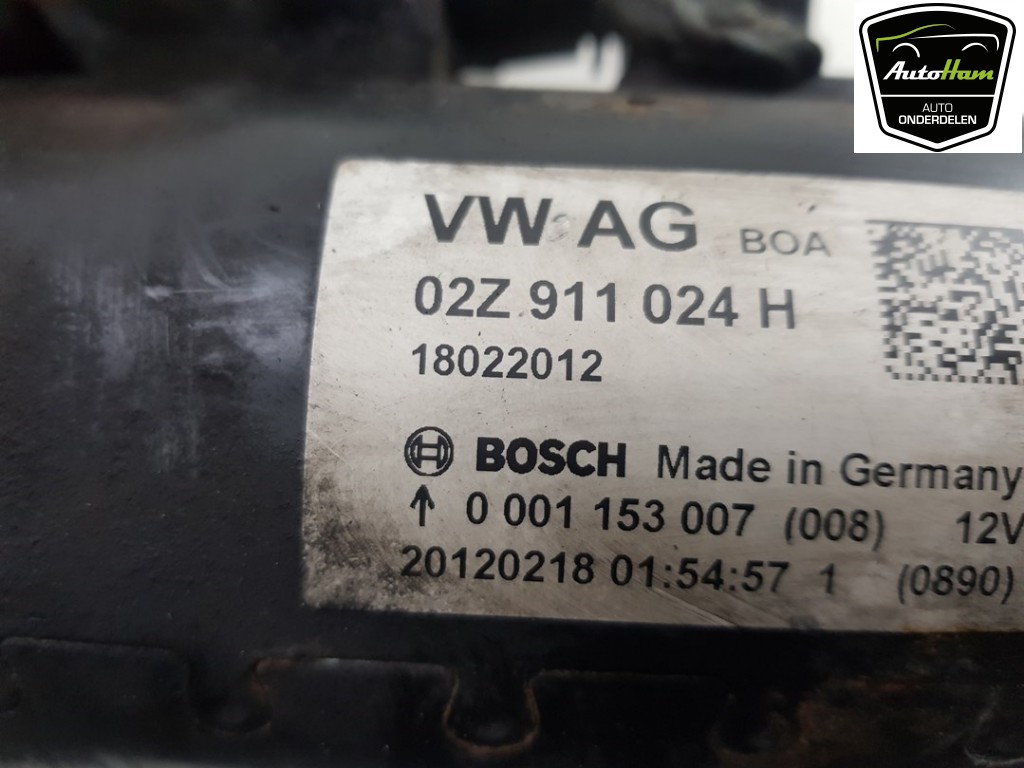 AutoHam
AUTO
ONDERDELEN
VW AG BOA
02Z 911 024 H
18022012
BOSCH Made in Germany
↑ 0 001 153 007 (008) 12V
20120218 01:54:57 1 (0890)